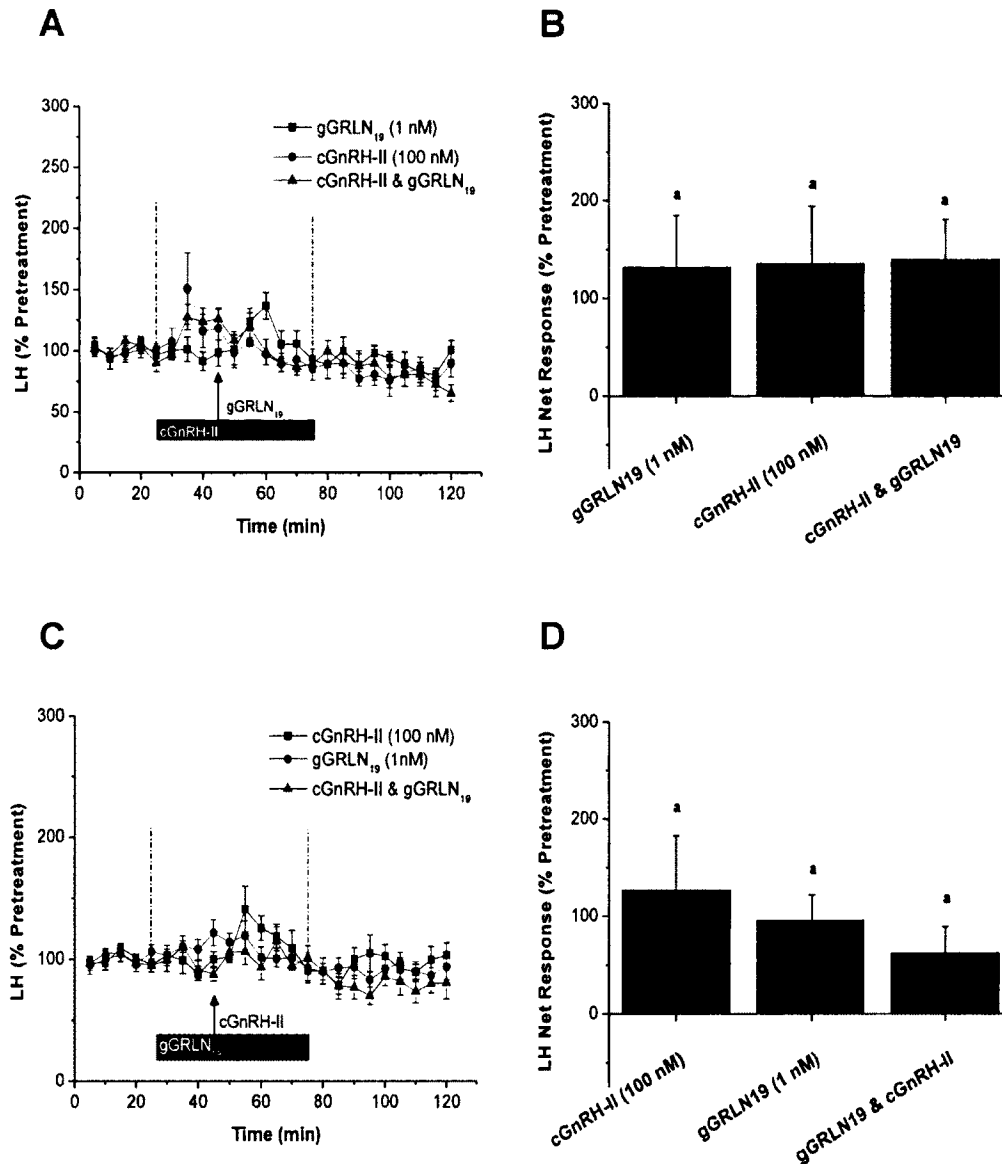 A
LH (% Pretreatment)
300
250
200
150
100
50
0
gGRLN₁₉ (1 nM)
cGnRH-II (100 nM)
cGnRH-II & gGRLN₁₉
gGRLN₁₉
cGnRH-II
0 20 40 60 80 100 120
Time (min)
B
LH Net Response (% Pretreatment)
300
200
100
0
a a a
gGRLN19 (1 nM)
cGnRH-II (100 nM)
cGnRH-II & gGRLN19
C
LH (% Pretreatment)
300
200
100
0
cGnRH-II (100 nM)
gGRLN₁₉ (1nM)
cGnRH-II & gGRLN₁₉
cGnRH-II
gGRLN₁₉
0 20 40 60 80 100 120
Time (min)
D
LH Net Response (% Pretreatment)
300
200
100
0
a a a
cGnRH-II (100 nM)
gGRLN19 (1 nM)
gGRLN19 & cGnRH-II